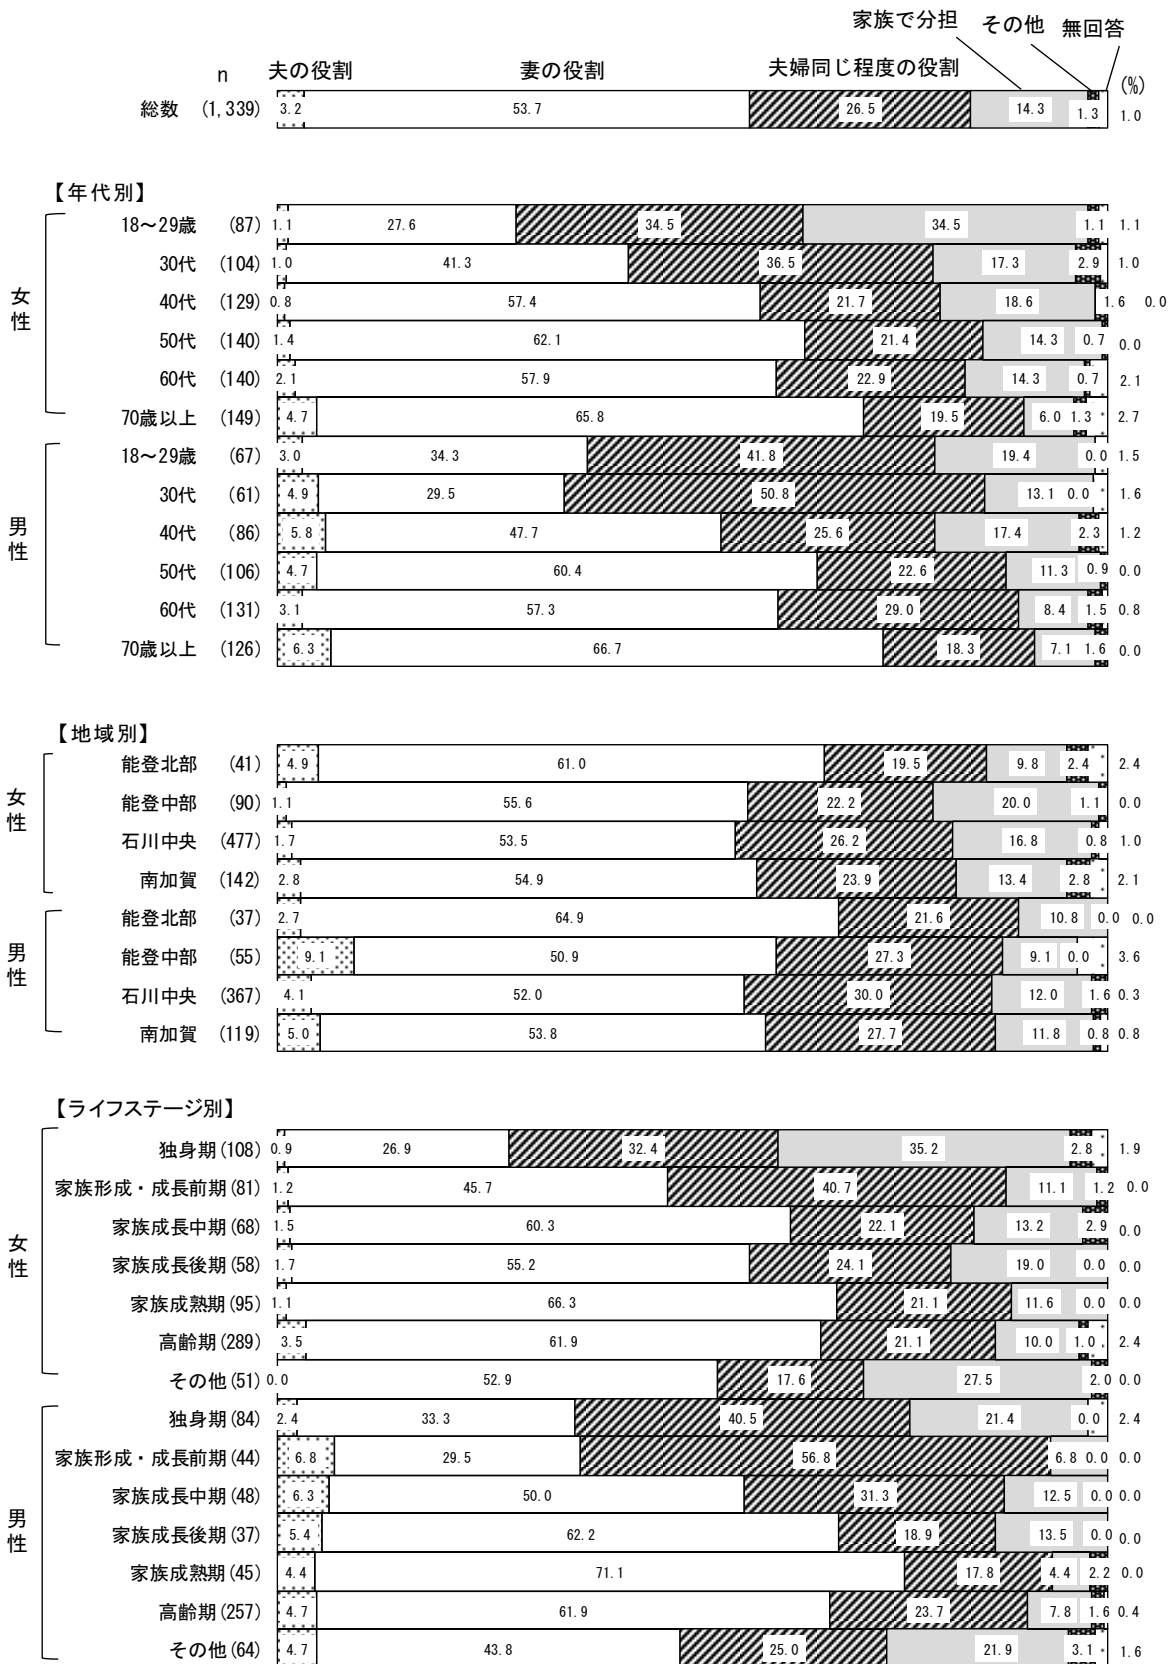 家族で分担 その他 無回答
n 夫の役割 妻の役割 夫婦同じ程度の役割 (%)
総数 (1,339) 3.2 53.7 26.5 14.3 1.3 1.0
【年代別】
女性
18～29歳 (87) 1.1 27.6 34.5 34.5 1.1 1.1
30代 (104) 1.0 41.3 36.5 17.3 2.9 1.0
40代 (129) 0.8 57.4 21.7 18.6 1.6 0.0
50代 (140) 1.4 62.1 21.4 14.3 0.7 0.0
60代 (140) 2.1 57.9 22.9 14.3 0.7 2.1
70歳以上 (149) 4.7 65.8 19.5 6.0 1.3 2.7
男性
18～29歳 (67) 3.0 34.3 41.8 19.4 0.0 1.5
30代 (61) 4.9 29.5 50.8 13.1 0.0 1.6
40代 (86) 5.8 47.7 25.6 17.4 2.3 1.2
50代 (106) 4.7 60.4 22.6 11.3 0.9 0.0
60代 (131) 3.1 57.3 29.0 8.4 1.5 0.8
70歳以上 (126) 6.3 66.7 18.3 7.1 1.6 0.0
【地域別】
女性
能登北部 (41) 4.9 61.0 19.5 9.8 2.4 2.4
能登中部 (90) 1.1 55.6 22.2 20.0 1.1 0.0
石川中央 (477) 1.7 53.5 26.2 16.8 0.8 1.0
南加賀 (142) 2.8 54.9 23.9 13.4 2.8 2.1
男性
能登北部 (37) 2.7 64.9 21.6 10.8 0.0 0.0
能登中部 (55) 9.1 50.9 27.3 9.1 0.0 3.6
石川中央 (367) 4.1 52.0 30.0 12.0 1.6 0.3
南加賀 (119) 5.0 53.8 27.7 11.8 0.8 0.8
【ライフステージ別】
女性
独身期(108) 0.9 26.9 32.4 35.2 2.8 1.9
家族形成・成長前期(81) 1.2 45.7 40.7 11.1 1.2 0.0
家族成長中期(68) 1.5 60.3 22.1 13.2 2.9 0.0
家族成長後期(58) 1.7 55.2 24.1 19.0 0.0 0.0
家族成熟期(95) 1.1 66.3 21.1 11.6 0.0 0.0
高齢期(289) 3.5 61.9 21.1 10.0 1.0 2.4
その他(51) 0.0 52.9 17.6 27.5 2.0 0.0
男性
独身期(84) 2.4 33.3 40.5 21.4 0.0 2.4
家族形成・成長前期(44) 6.8 29.5 56.8 6.8 0.0 0.0
家族成長中期(48) 6.3 50.0 31.3 12.5 0.0 0.0
家族成長後期(37) 5.4 62.2 18.9 13.5 0.0 0.0
家族成熟期(45) 4.4 71.1 17.8 4.4 2.2 0.0
高齢期(257) 4.7 61.9 23.7 7.8 1.6 0.4
その他(64) 4.7 43.8 25.0 21.9 3.1 1.6